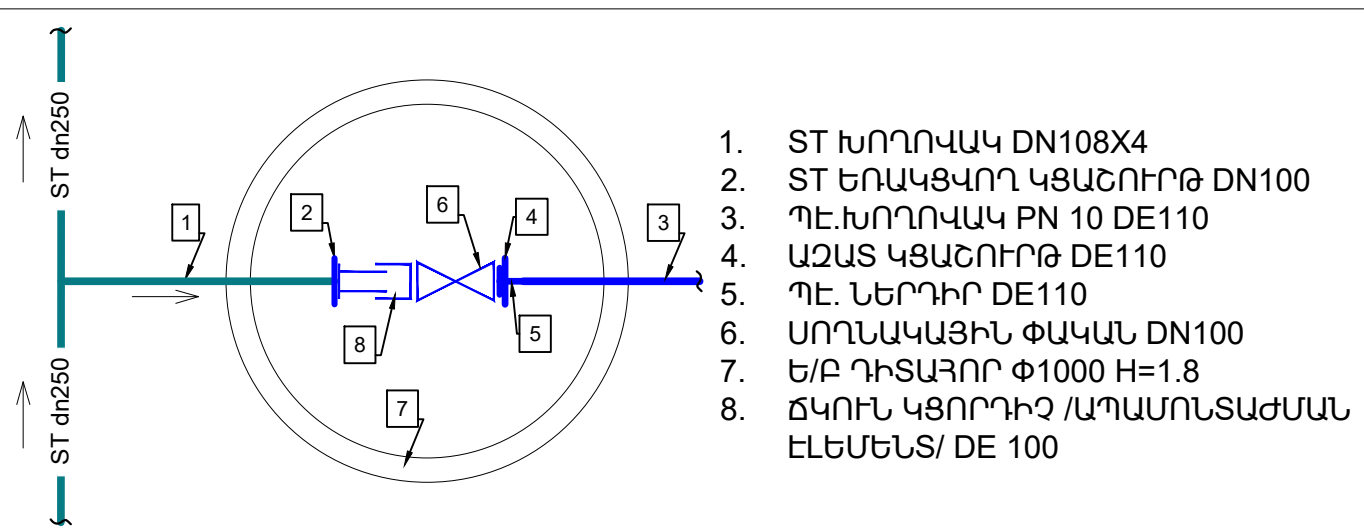 ST dn250
ST dn250
1
2
3
4
5
6
7
8
1. ST ԽՈՂՈՎԱԿ DN108X4
2. ST ԵՌԱԿՑՎՈՂ ԿՑԱՇՈՒՐԹ DN100
3. ՊԷ.ԽՈՂՈՎԱԿ PN 10 DE110
4. ԱԶԱՏ ԿՑԱՇՈՒՐԹ DE110
5. ՊԷ. ՆԵՐԴԻՐ DE110
6. ՍՈՂՆԱԿԱՅԻՆ ՓԱԿԱՆ DN100
7. Ե/Բ ԴԻՏԱՀՈՐ Φ1000 H=1.8
8. ՃԿՈՒՆ ԿՑՈՐԴԻՉ /ԱՊԱՄՈՆՏԱԺՄԱՆ
ԷԼԵՄԵՆՏ/ DE 100